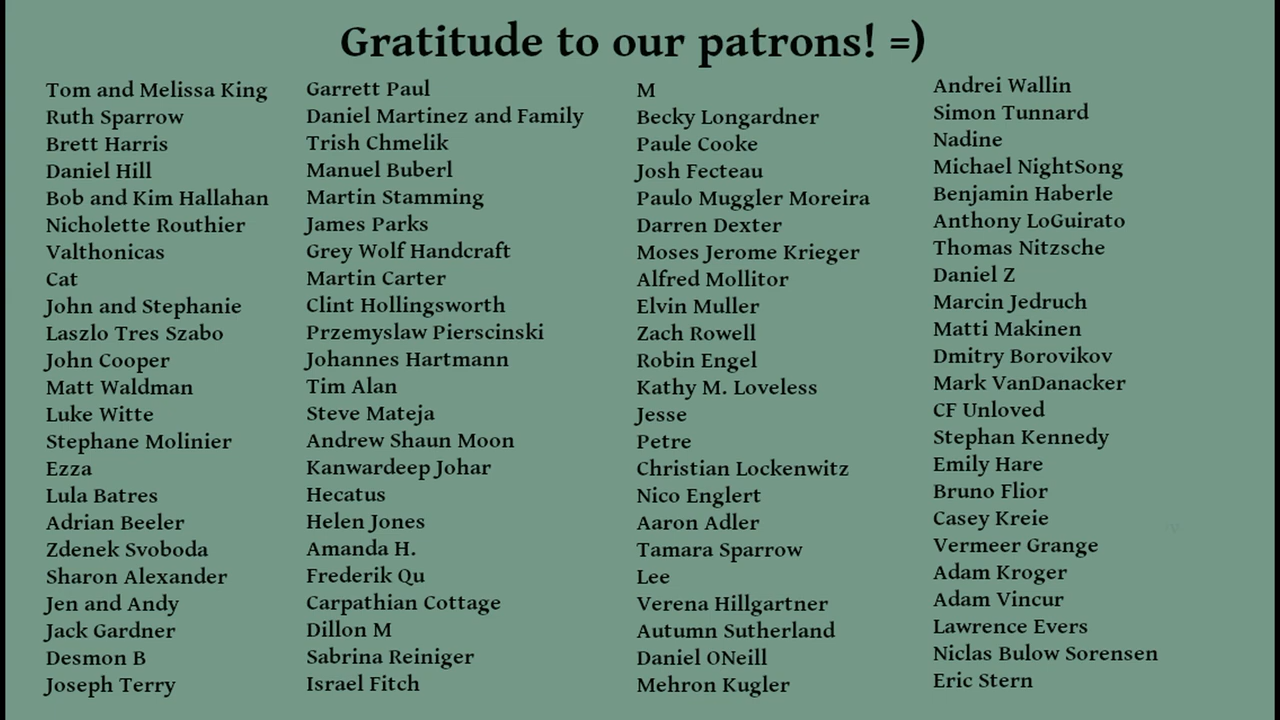 Gratitude to our patrons! =)
Tom and Melissa King
Ruth Sparrow
Brett Harris
Daniel Hill
Bob and Kim Hallahan
Nicholette Routhier
Valthonicas
Cat
John and Stephanie
Laszlo Tres Szabo
John Cooper
Matt Waldman
Luke Witte
Stephane Molinier
Ezza
Lula Batres
Adrian Beeler
Zdenek Svoboda
Sharon Alexander
Jen and Andy
Jack Gardner
Desmon B
Joseph Terry
Garrett Paul
Daniel Martinez and Family
Trish Chmelik
Manuel Buberl
Martin Stamming
James Parks
Grey Wolf Handcraft
Martin Carter
Clint Hollingsworth
Przemyslaw Pierscinski
Johannes Hartmann
Tim Alan
Steve Mateja
Andrew Shaun Moon
Kanwardeep Johar
Hecatus
Helen Jones
Amanda H.
Frederik Qu
Carpathian Cottage
Dillon M
Sabrina Reiniger
Israel Fitch
M
Becky Longardner
Paule Cooke
Josh Fecteau
Paulo Muggler Moreira
Darren Dexter
Moses Jerome Krieger
Alfred Mollitor
Elvin Muller
Zach Rowell
Robin Engel
Kathy M. Loveless
Jesse
Petre
Christian Lockenwitz
Nico Englert
Aaron Adler
Tamara Sparrow
Lee
Verena Hillgartner
Autumn Sutherland
Daniel ONeill
Mehron Kugler
Andrei Wallin
Simon Tunnard
Nadine
Michael NightSong
Benjamin Haberle
Anthony LoGuirato
Thomas Nitzsche
Daniel Z
Marcin Jedruch
Matti Makinen
Dmitry Borovikov
Mark VanDanacker
CF Unloved
Stephan Kennedy
Emily Hare
Bruno Flior
Casey Kreie
Vermeer Grange
Adam Kroger
Adam Vincur
Lawrence Evers
Niclas Bulow Sorensen
Eric Stern